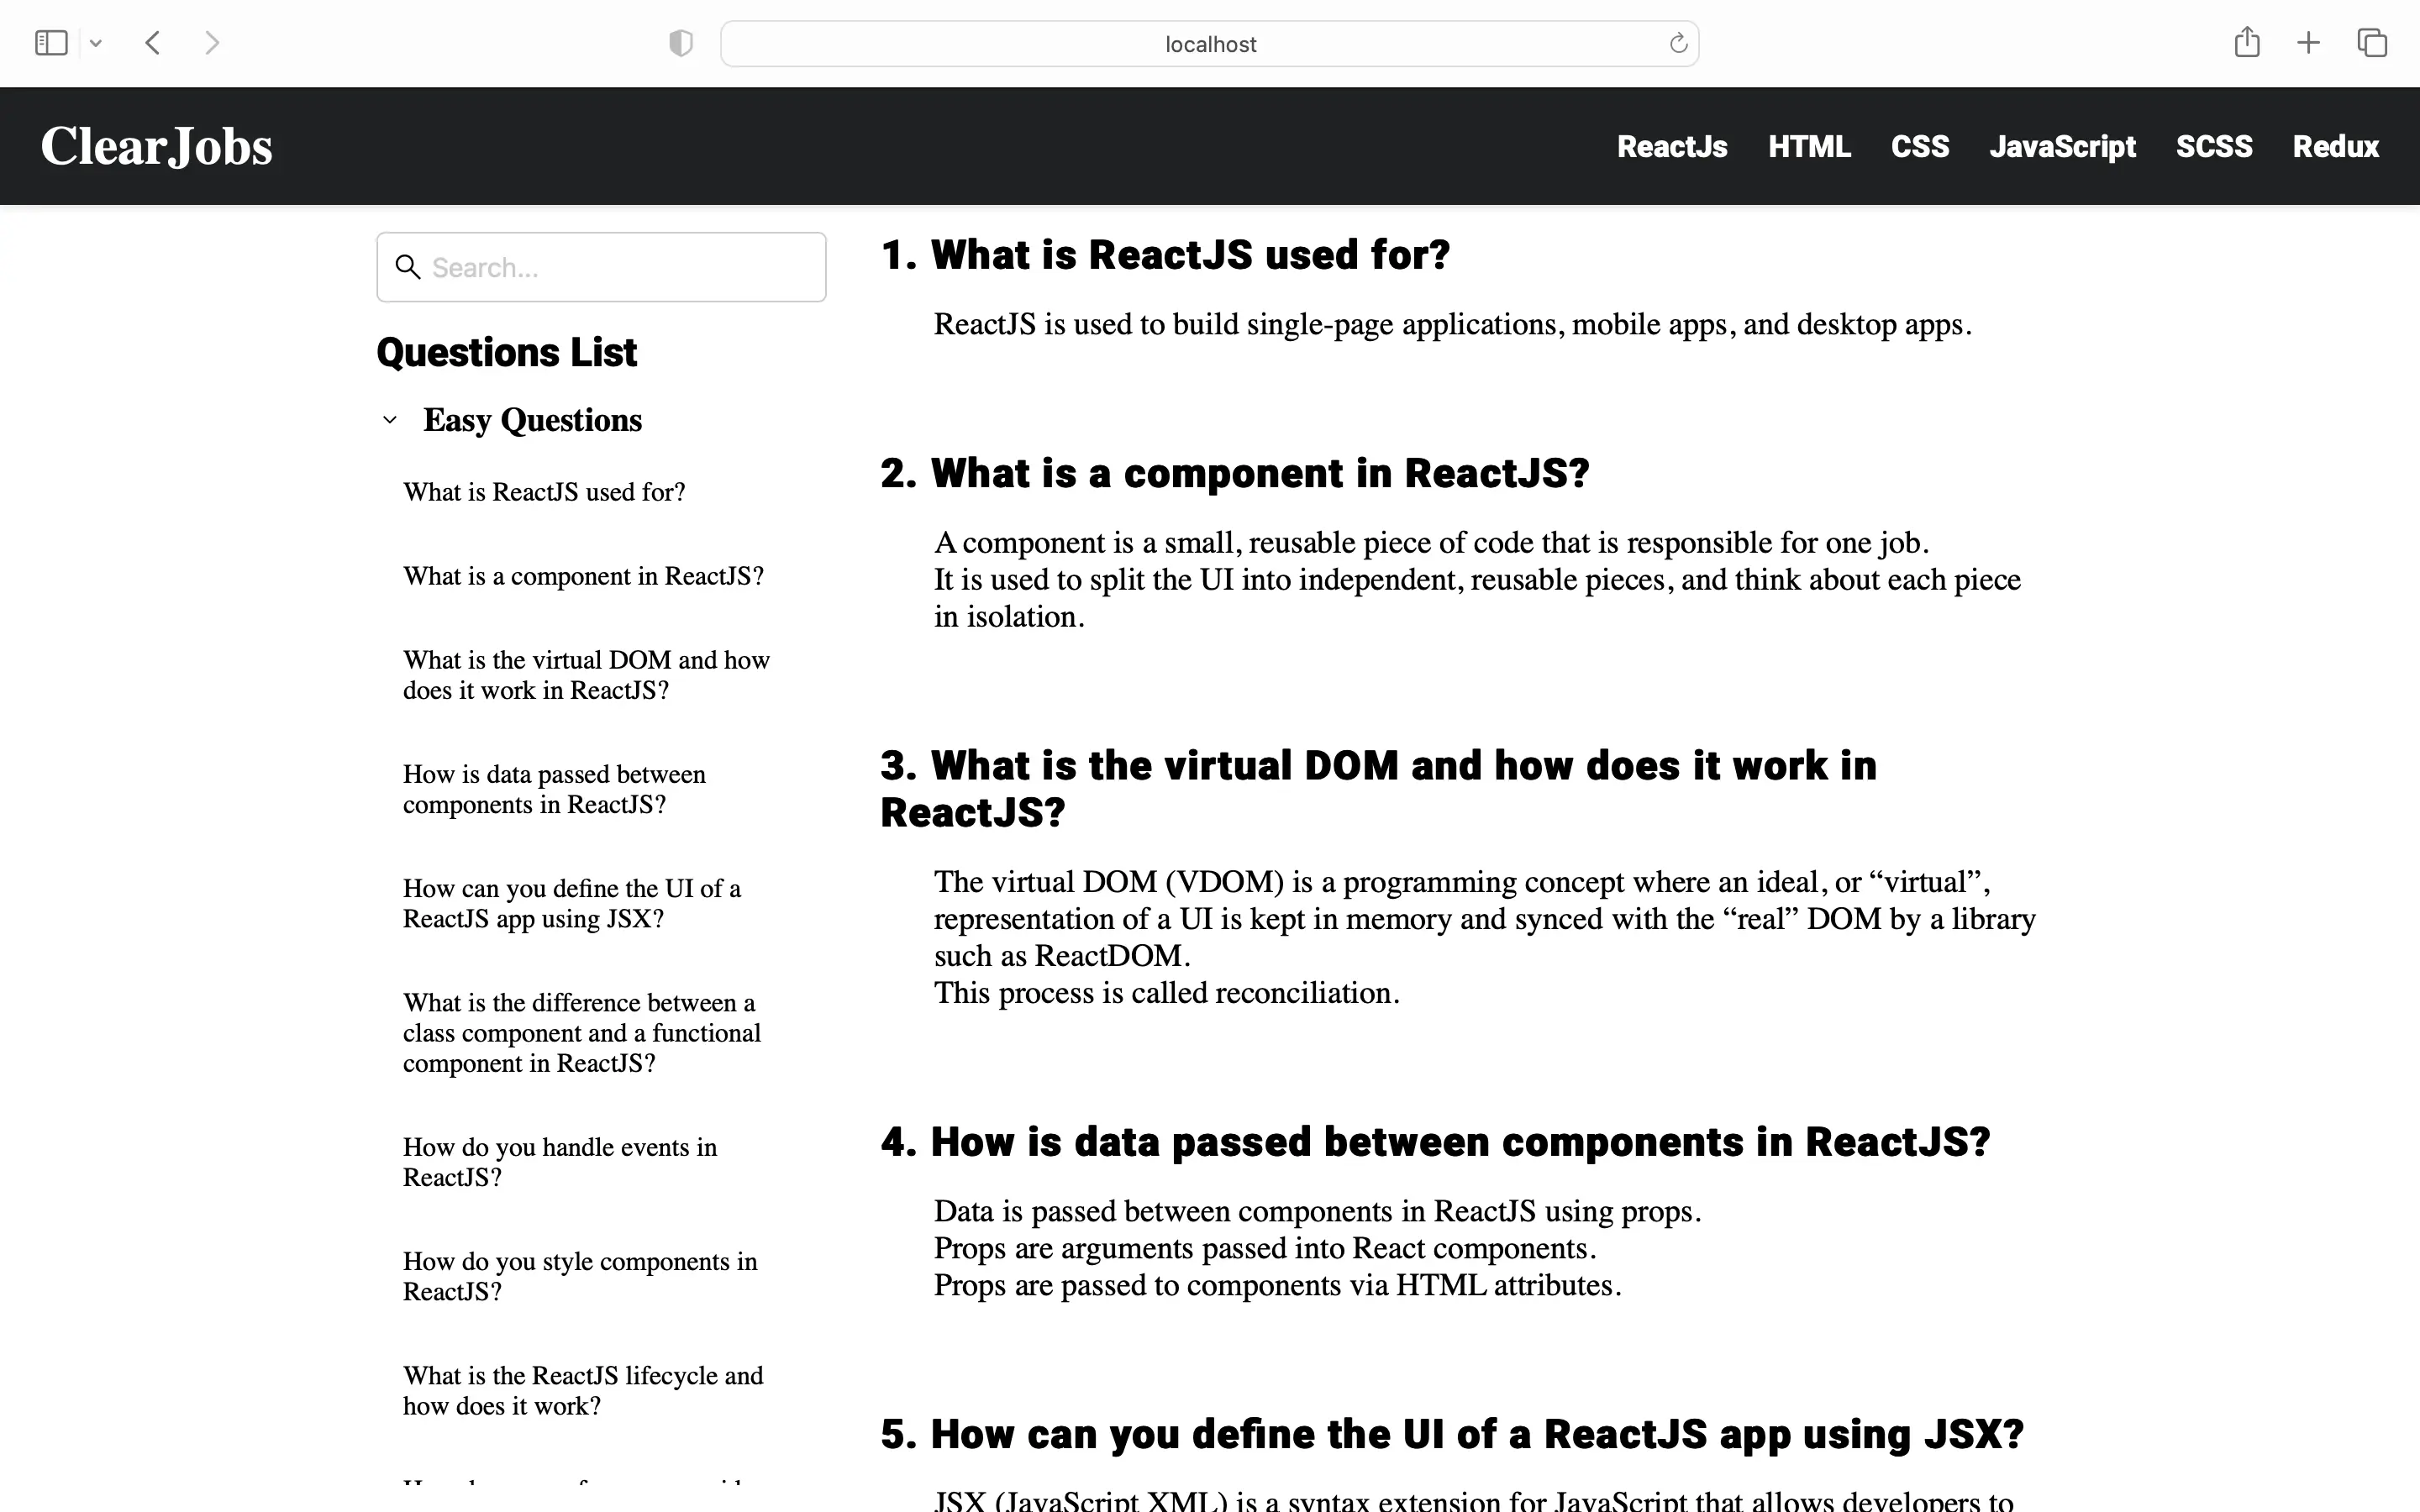 localhost
ClearJobs
ReactJs HTML CSS JavaScript SCSS Redux
Search...
Questions List
Easy Questions
What is ReactJS used for?
What is a component in ReactJS?
What is the virtual DOM and how
does it work in ReactJS?
How is data passed between
components in ReactJS?
How can you define the UI of a
ReactJS app using JSX?
What is the difference between a
class component and a functional
component in ReactJS?
How do you handle events in
ReactJS?
How do you style components in
ReactJS?
What is the ReactJS lifecycle and
how does it work?
1. What is ReactJS used for?
ReactJS is used to build single-page applications, mobile apps, and desktop apps.
2. What is a component in ReactJS?
A component is a small, reusable piece of code that is responsible for one job.
It is used to split the UI into independent, reusable pieces, and think about each piece
in isolation.
3. What is the virtual DOM and how does it work in
ReactJS?
The virtual DOM (VDOM) is a programming concept where an ideal, or “virtual”,
representation of a UI is kept in memory and synced with the “real” DOM by a library
such as ReactDOM.
This process is called reconciliation.
4. How is data passed between components in ReactJS?
Data is passed between components in ReactJS using props.
Props are arguments passed into React components.
Props are passed to components via HTML attributes.
5. How can you define the UI of a ReactJS app using JSX?
JSX (JavaScript XML) is a syntax extension for JavaScript that allows developers to